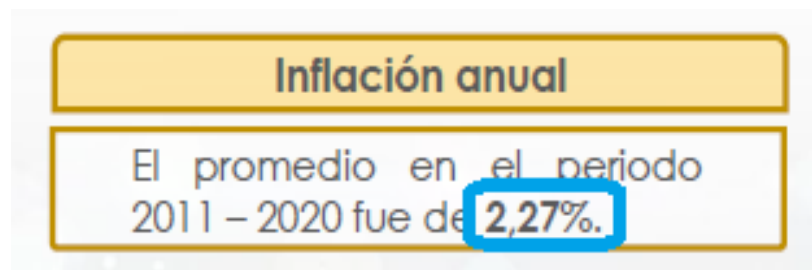 Inflación anual
El promedio en el periodo
2011 – 2020 fue de 2,27%.